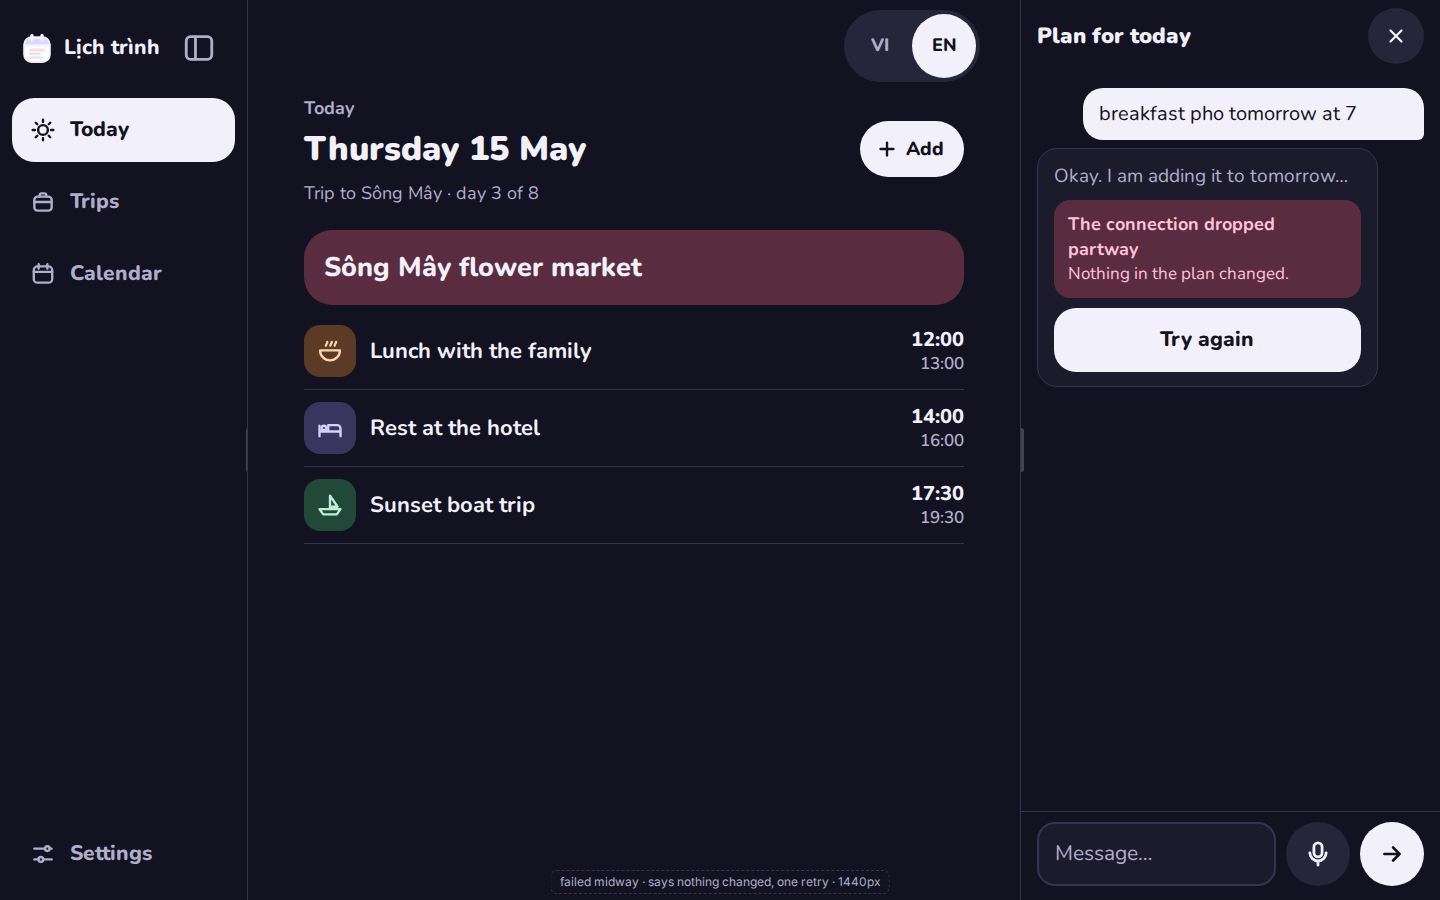 Lịch trình
Today
Trips
Calendar
Settings
VI
EN
Today
Thursday 15 May
Trip to Sông Mây · day 3 of 8
Add
Sông Mây flower market
Lunch with the family
12:00
13:00
Rest at the hotel
14:00
16:00
Sunset boat trip
17:30
19:30
failed midway · says nothing changed, one retry · 1440px
Plan for today
breakfast pho tomorrow at 7
Okay. I am adding it to tomorrow...
The connection dropped
partway
Nothing in the plan changed.
Try again
Message...